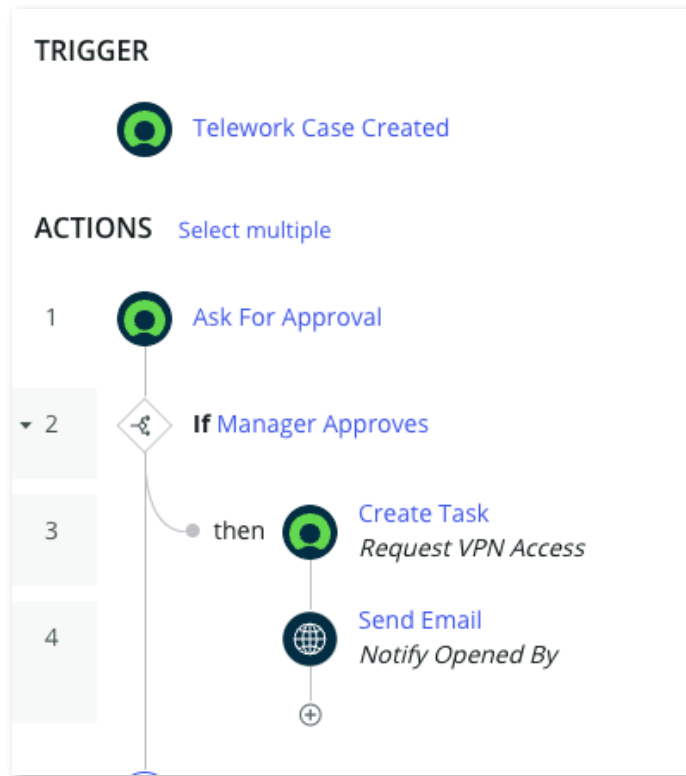 TRIGGER
Telework Case Created
ACTIONS Select multiple
1 Ask For Approval
2 If Manager Approves
3 then Create Task
Request VPN Access
4 Send Email
Notify Opened By